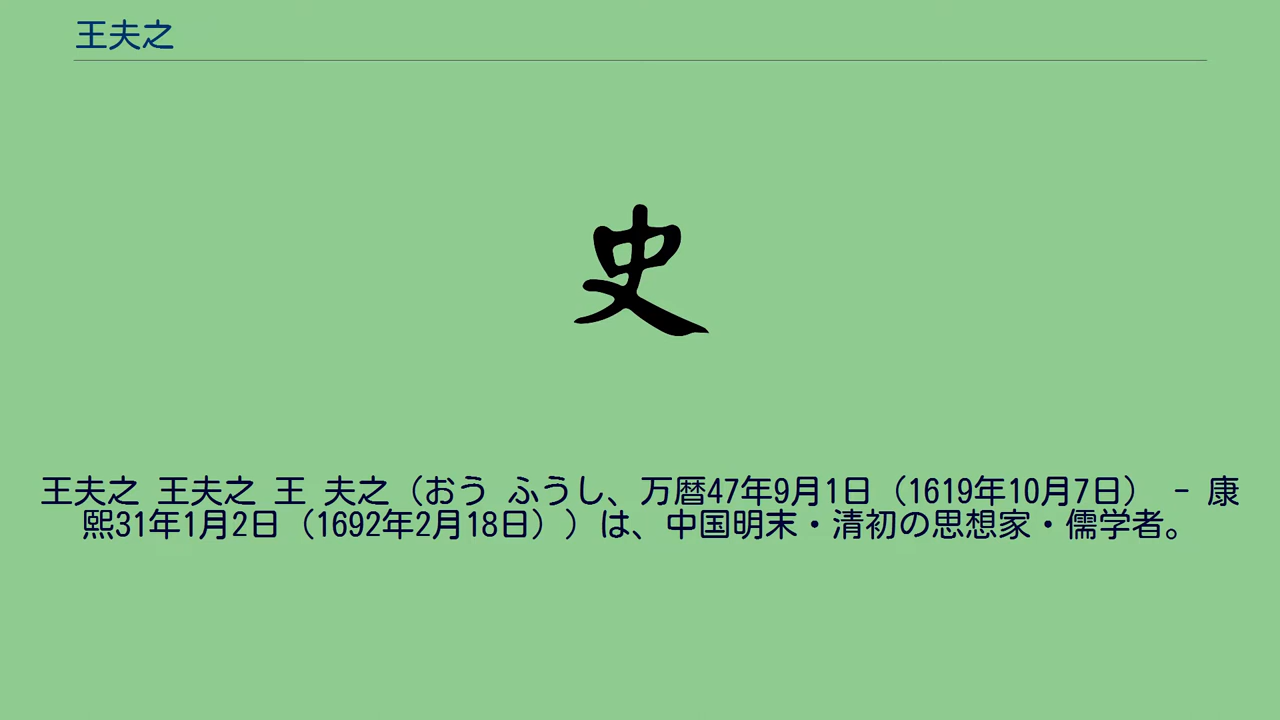 王夫之
史
王夫之 王夫之 王 夫之（おう ふうし、万暦47年9月1日（1619年10月7日） - 康
熙31年1月2日（1692年2月18日））は、中国明末・清初の思想家・儒学者。